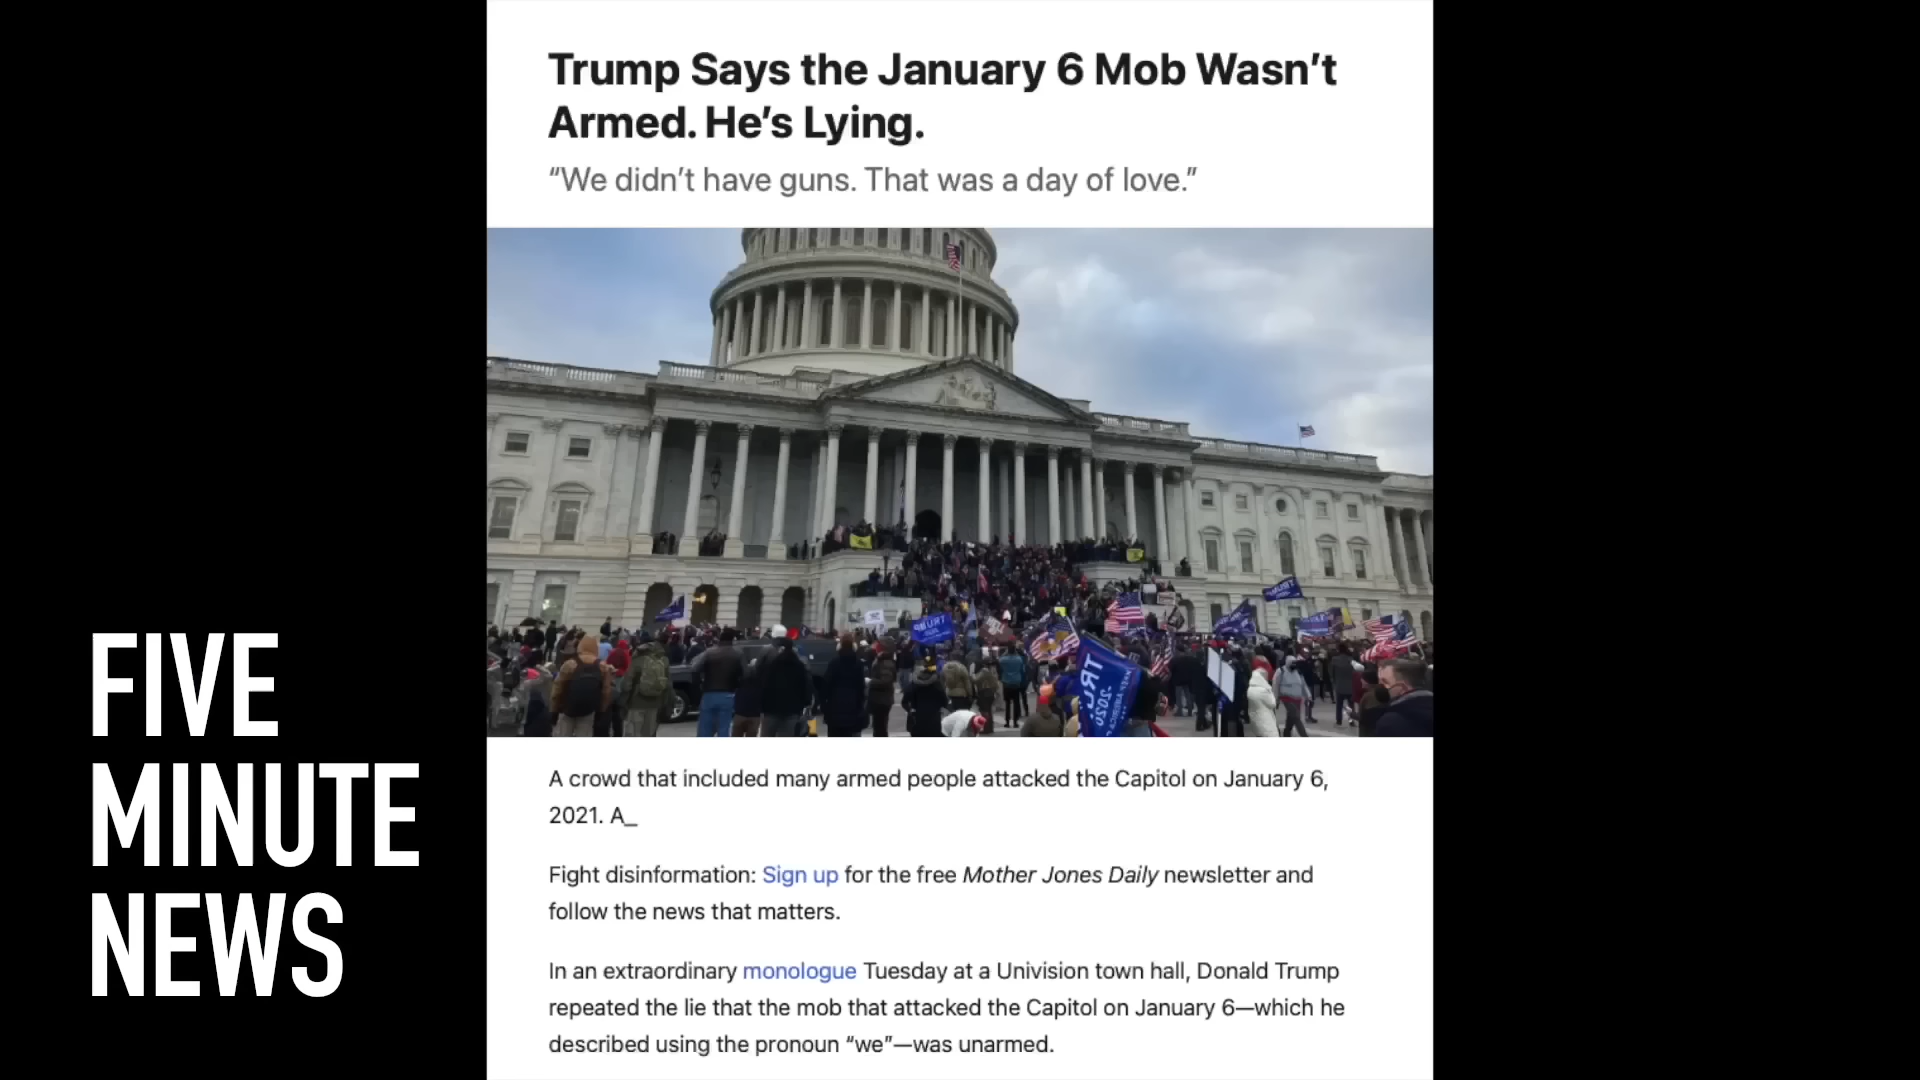 Trump Says the January 6 Mob Wasn't
Armed. He's Lying.
“We didn't have guns. That was a day of love.”
TRUMP
2020
A crowd that included many armed people attacked the Capitol on January 6,
2021. A_
Fight disinformation: Sign up for the free Mother Jones Daily newsletter and
follow the news that matters.
In an extraordinary monologue Tuesday at a Univision town hall, Donald Trump
repeated the lie that the mob that attacked the Capitol on January 6—which he
described using the pronoun “we”—was unarmed.
FIVE
MINUTE
NEWS